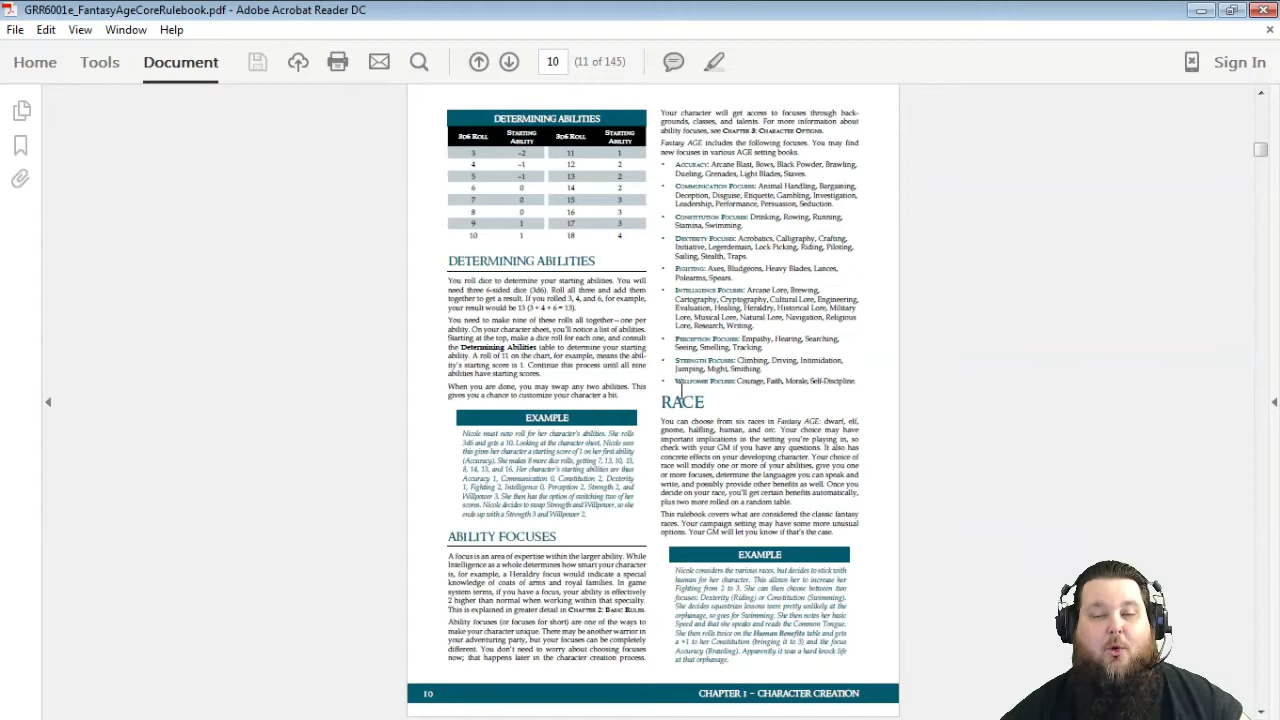 GRR6001e_FantasyAgeCoreRulebook.pdf - Adobe Acrobat Reader DC
File Edit View Window Help
Home Tools Document 10 (11 of 145) Sign In
DETERMINING ABILITIES
3D6 ROLL STARTING ABILITY 3D6 ROLL STARTING ABILITY
3 -2 11 1
4 -1 12 2
5 -1 13 2
6 0 14 2
7 0 15 3
8 0 16 3
9 1 17 3
10 1 18 4
DETERMINING ABILITIES
You roll dice to determine your starting abilities. You will
need three 6-sided dice (3d6). Roll all three and add them
together to get a result. If you rolled 3, 4, and 6, for example,
your result would be 13 (3 + 4 + 6 = 13).
You need to make nine of these rolls all together—one per
ability. On your character sheet, you'll notice a list of abilities.
Starting at the top, make a dice roll for each one, and consult
the Determining Abilities table to determine your starting
ability. A roll of 11 on the chart, for example, means the abil-
ity's starting score is 1. Continue this process until all nine
abilities have starting scores.
When you are done, you may swap any two abilities. This
gives you a chance to customize your character a bit.
EXAMPLE
Nicole must now roll for her character's abilities. She rolls
3d6 and gets a 10. Looking at the character sheet, Nicole sees
this gives her character a starting score of 1 on her first ability
(Accuracy). She makes 8 more dice rolls, getting 7, 13, 10, 13,
8, 14, 13, and 16. Her character's starting abilities are thus
Accuracy 1, Communication 0, Constitution 2, Dexterity
1, Fighting 2, Intelligence 0, Perception 2, Strength 2, and
Willpower 3. She then has the option of switching two of her
scores. Nicole decides to swap Strength and Willpower, so she
ends up with a Strength 3 and Willpower 2.
ABILITY FOCUSES
A focus is an area of expertise within the larger ability. While
Intelligence as a whole determines how smart your character
is, for example, a Heraldry focus would indicate a special
knowledge of coats of arms and royal families. In game
system terms, if you have a focus, your ability is effectively
2 higher than normal when working within that specialty.
This is explained in greater detail in CHAPTER 2: BASIC RULES.
Ability focuses (or focuses for short) are one of the ways to
make your character unique. There may be another warrior in
your adventuring party, but your focuses can be completely
different. You don't need to worry about choosing focuses
now; that happens later in the character creation process.
Your character will get access to focuses through back-
grounds, classes, and talents. For more information about
ability focuses, see CHAPTER 3: CHARACTER OPTIONS.
Fantasy AGE includes the following focuses. You may find
new focuses in various AGE setting books.
• ACCURACY: Arcane Blast, Bows, Black Powder, Brawling,
Dueling, Grenades, Light Blades, Staves.
• COMMUNICATION FOCUSES: Animal Handling, Bargaining,
Deception, Disguise, Etiquette, Gambling, Investigation,
Leadership, Performance, Persuasion, Seduction.
• CONSTITUTION FOCUSES: Drinking, Rowing, Running,
Stamina, Swimming.
• DEXTERITY FOCUSES: Acrobatics, Calligraphy, Crafting,
Initiative, Legerdemain, Lock Picking, Riding, Piloting,
Sailing, Stealth, Traps.
• FIGHTING: Axes, Bludgeons, Heavy Blades, Lances,
Polearms, Spears.
• INTELLIGENCE FOCUSES: Arcane Lore, Brewing,
Cartography, Cryptography, Cultural Lore, Engineering,
Evaluation, Healing, Heraldry, Historical Lore, Military
Lore, Musical Lore, Natural Lore, Navigation, Religious
Lore, Research, Writing.
• PERCEPTION FOCUSES: Empathy, Hearing, Searching,
Seeing, Smelling, Tracking.
• STRENGTH FOCUSES: Climbing, Driving, Intimidation,
Jumping, Might, Smithing.
• WILLPOWER FOCUSES: Courage, Faith, Morale, Self-Discipline.
RACE
You can choose from six races in Fantasy AGE: dwarf, elf,
gnome, halfling, human, and orc. Your choice may have
important implications in the setting you're playing in, so
check with your GM if you have any questions. It also has
concrete effects on your developing character. Your choice of
race will modify one or more of your abilities, give you one
or more focuses, determine the languages you can speak and
write, and possibly provide other benefits as well. Once you
decide on your race, you'll get certain benefits automatically,
plus two more rolled on a random table.
This rulebook covers what are considered the classic fantasy
races. Your campaign setting may have some more unusual
options. Your GM will let you know if that's the case.
EXAMPLE
Nicole considers the various races, but decides to stick with
human for her character. This allows her to increase her
Fighting from 2 to 3. She can then choose between two
focuses: Dexterity (Riding) or Constitution (Swimming).
She decides equestrian lessons were pretty unlikely at the
orphanage, so goes for Swimming. She then notes her basic
Speed and that she speaks and reads the Common Tongue.
She then rolls twice on the Human Benefits table and gets
a +1 to her Constitution (bringing it to 3) and the focus
Accuracy (Brawling). Apparently it was a hard knock life
at that orphanage.
10 CHAPTER 1 - CHARACTER CREATION